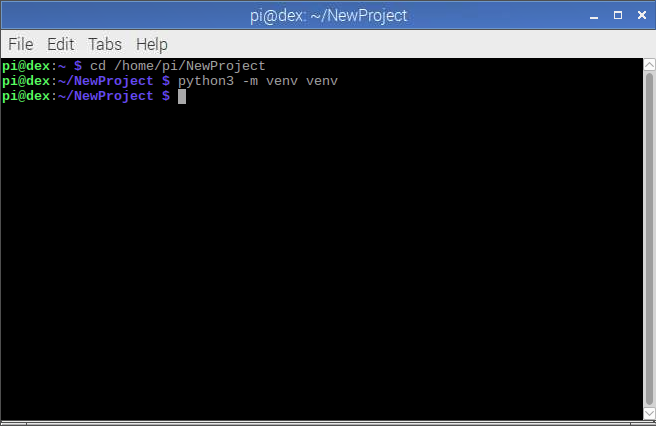 pi@dex: ~/NewProject
File Edit Tabs Help
pi@dex:~ $ cd /home/pi/NewProject
pi@dex:~/NewProject $ python3 -m venv venv
pi@dex:~/NewProject $